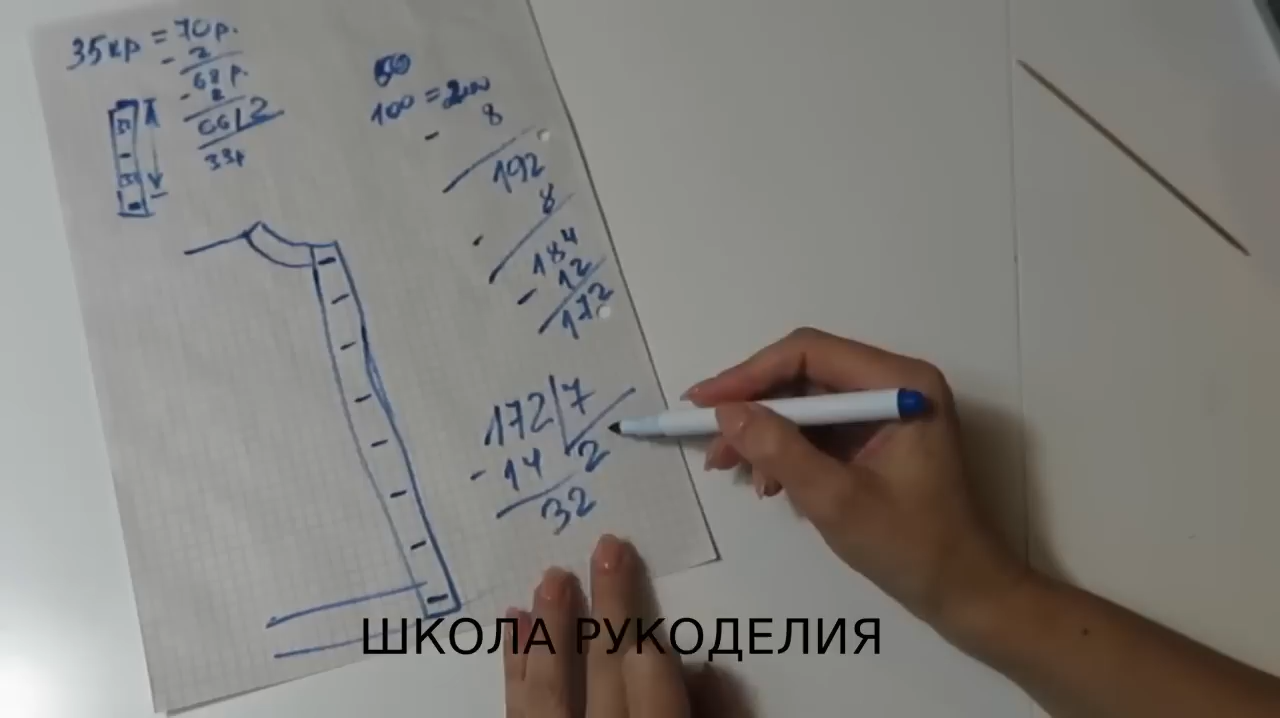 35кр = 70р.
- 2
68р.
- 2
66/2
33р
100 = 200
- 8
192
- 8
184
- 12
172
172 7
- 14 2
32
ШКОЛА РУКОДЕЛИЯ